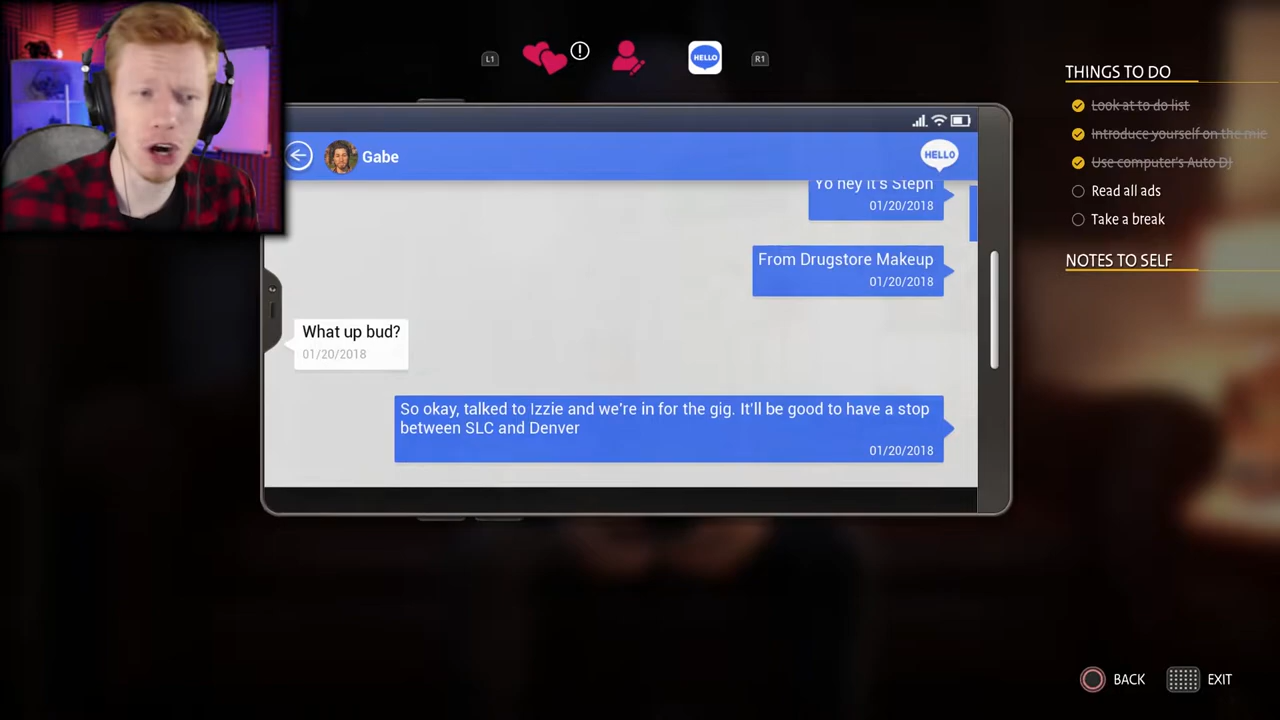 L1
!
HELLO
R1
THINGS TO DO
Look at to do list
Introduce yourself on the mic
Use computer's Auto DJ
Read all ads
Take a break
NOTES TO SELF
Gabe
HELLO
Yo hey it's Steph
01/20/2018
From Drugstore Makeup
01/20/2018
What up bud?
01/20/2018
So okay, talked to Izzie and we're in for the gig. It'll be good to have a stop
between SLC and Denver
01/20/2018
BACK
EXIT